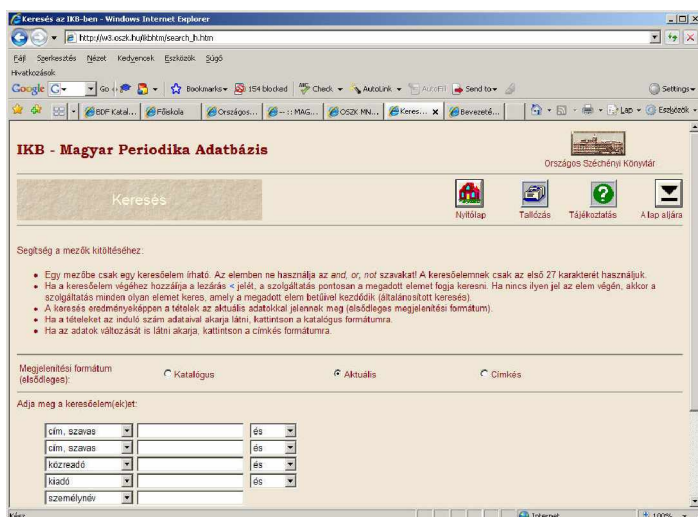 Keresés az IKB-ben - Windows Internet Explorer
http://w3.oszk.hu/ikbhtm/search_h.htm
Fájl Szerkesztés Nézet Kedvencek Eszközök Súgó
Hivatkozások
Google G Go Bookmarks 154 blocked Check AutoLink AutoFill Send to Settings
BDF Katal... Főiskola Országos... -- :: MAG... OSZK MN... Keres... x Bevezeté... Lap Eszközök
IKB - Magyar Periodika Adatbázis
Országos Széchényi Könyvtár
Keresés
Nyitólap Tallózás Tájékoztatás A lap aljára
Segítség a mezők kitöltéséhez:
• Egy mezőbe csak egy keresőelem írható. Az elemben ne használja az and, or, not szavakat! A keresőelemnek csak az első 27 karakterét használjuk.
• Ha a keresőelem végéhez hozzáírja a lezárás < jelét, a szolgáltatás pontosan a megadott elemet fogja keresni. Ha nincs ilyen jel az elem végén, akkor a
szolgáltatás minden olyan elemet keres, amely a megadott elem betűivel kezdődik (általánosított keresés).
• A keresés eredményeképpen a tételek az aktuális adatokkal jelennek meg (elsődleges megjelenítési formátum).
• Ha a tételeket az induló szám adataival akarja látni, kattintson a katalógus formátumra.
• Ha az adatok változását is látni akarja, kattintson a címkés formátumra.
Megjelenítési formátum
(elsődleges):
Katalógus Aktuális Címkés
Adja meg a keresőelem(ek)et:
cím, szavas és
cím, szavas és
közreadó és
kiadó és
személynév
Kész Internet 100%